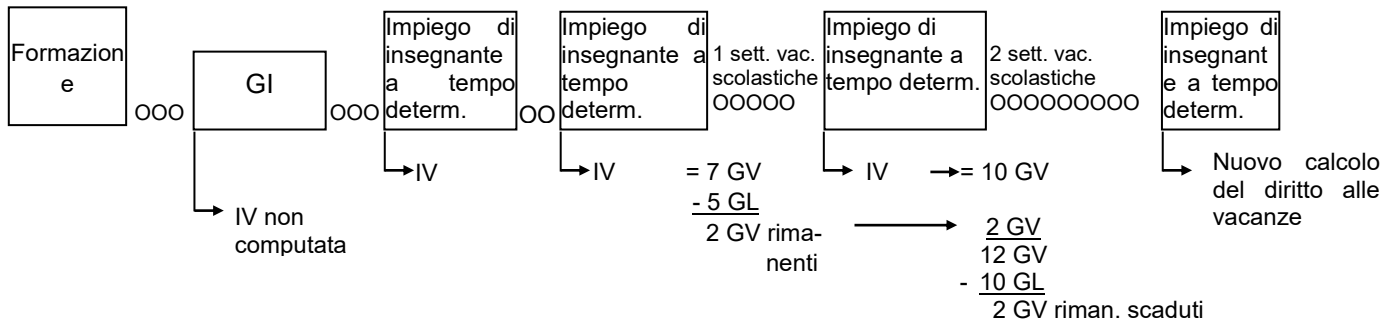 Formazion
e
OOO
GI
OOO
Impiego di
insegnante
a tempo
determ.
OO
Impiego di
insegnante a
tempo
determ.
1 sett. vac.
scolastiche
OOOOO
Impiego di
insegnante a
tempo determ.
2 sett. vac.
scolastiche
OOOOOOOOO
Impiego di
insegnant
e a tempo
determ.
IV non
computata
IV
IV
= 7 GV
- 5 GL
2 GV rima-
nenti
IV
= 10 GV
2 GV
12 GV
- 10 GL
2 GV riman. scaduti
Nuovo calcolo
del diritto alle
vacanze